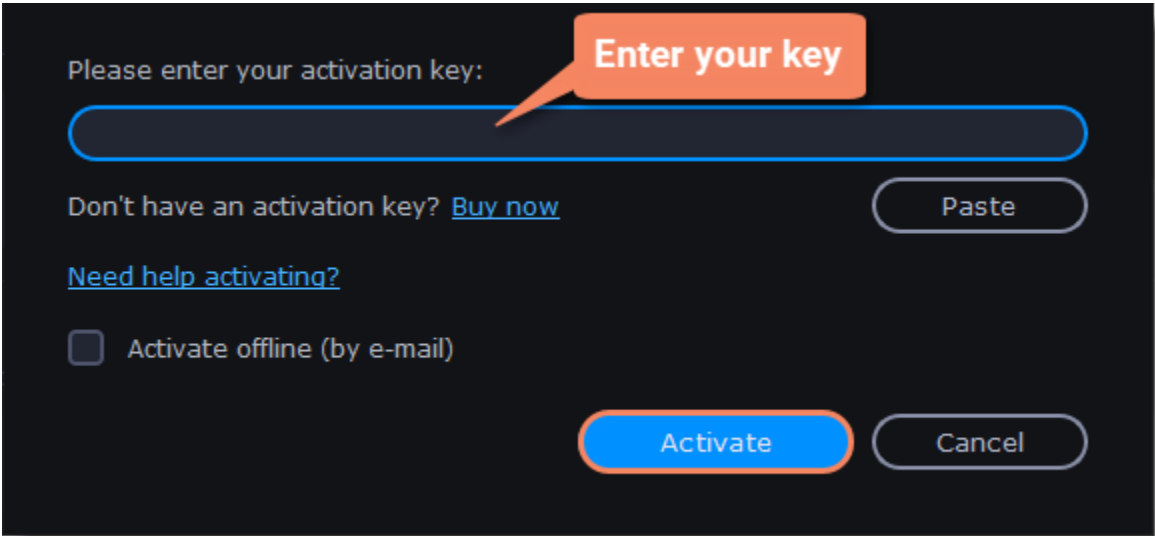 Enter your key
Please enter your activation key:
Don't have an activation key? Buy now
Paste
Need help activating?
Activate offline (by e-mail)
Activate
Cancel